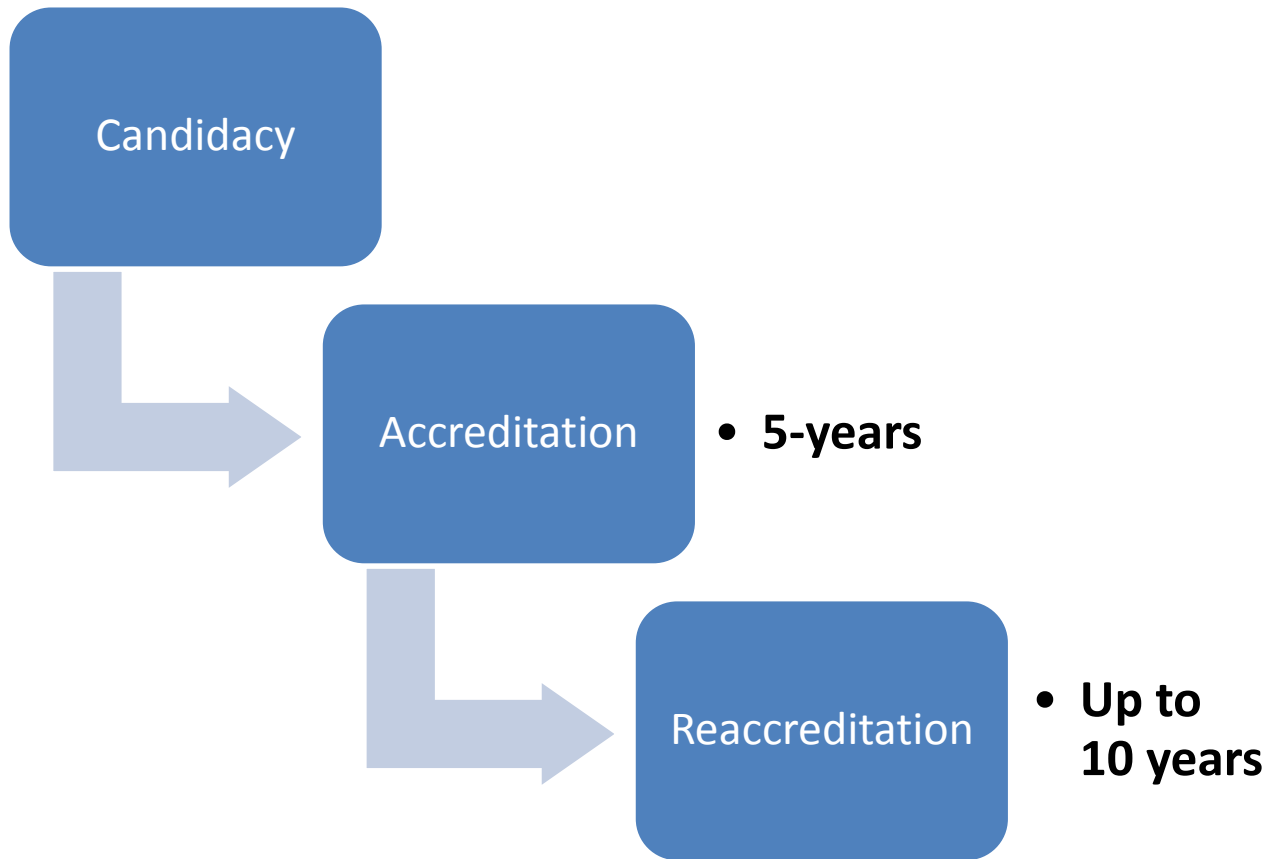 Candidacy
Accreditation
• 5-years
Reaccreditation
• Up to
10 years